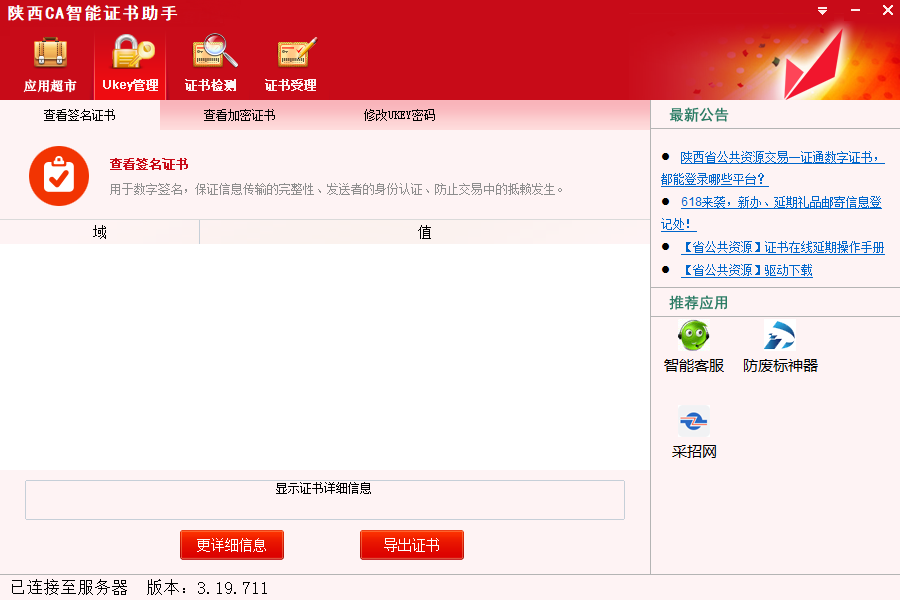 陕西CA智能证书助手
应用超市
Ukey管理
证书检测
证书受理
查看签名证书
查看加密证书
修改UKEY密码
查看签名证书
用于数字签名，保证信息传输的完整性、发送者的身份认证、防止交易中的抵赖发生。
域
值
显示证书详细信息
更详细信息
导出证书
最新公告
陕西省公共资源交易一证通数字证书，
都能登录哪些平台？
618来袭，新办、延期礼品邮寄信息登
记处！
【省公共资源】证书在线延期操作手册
【省公共资源】驱动下载
推荐应用
智能客服
防废标神器
采招网
已连接至服务器 版本：3.19.711